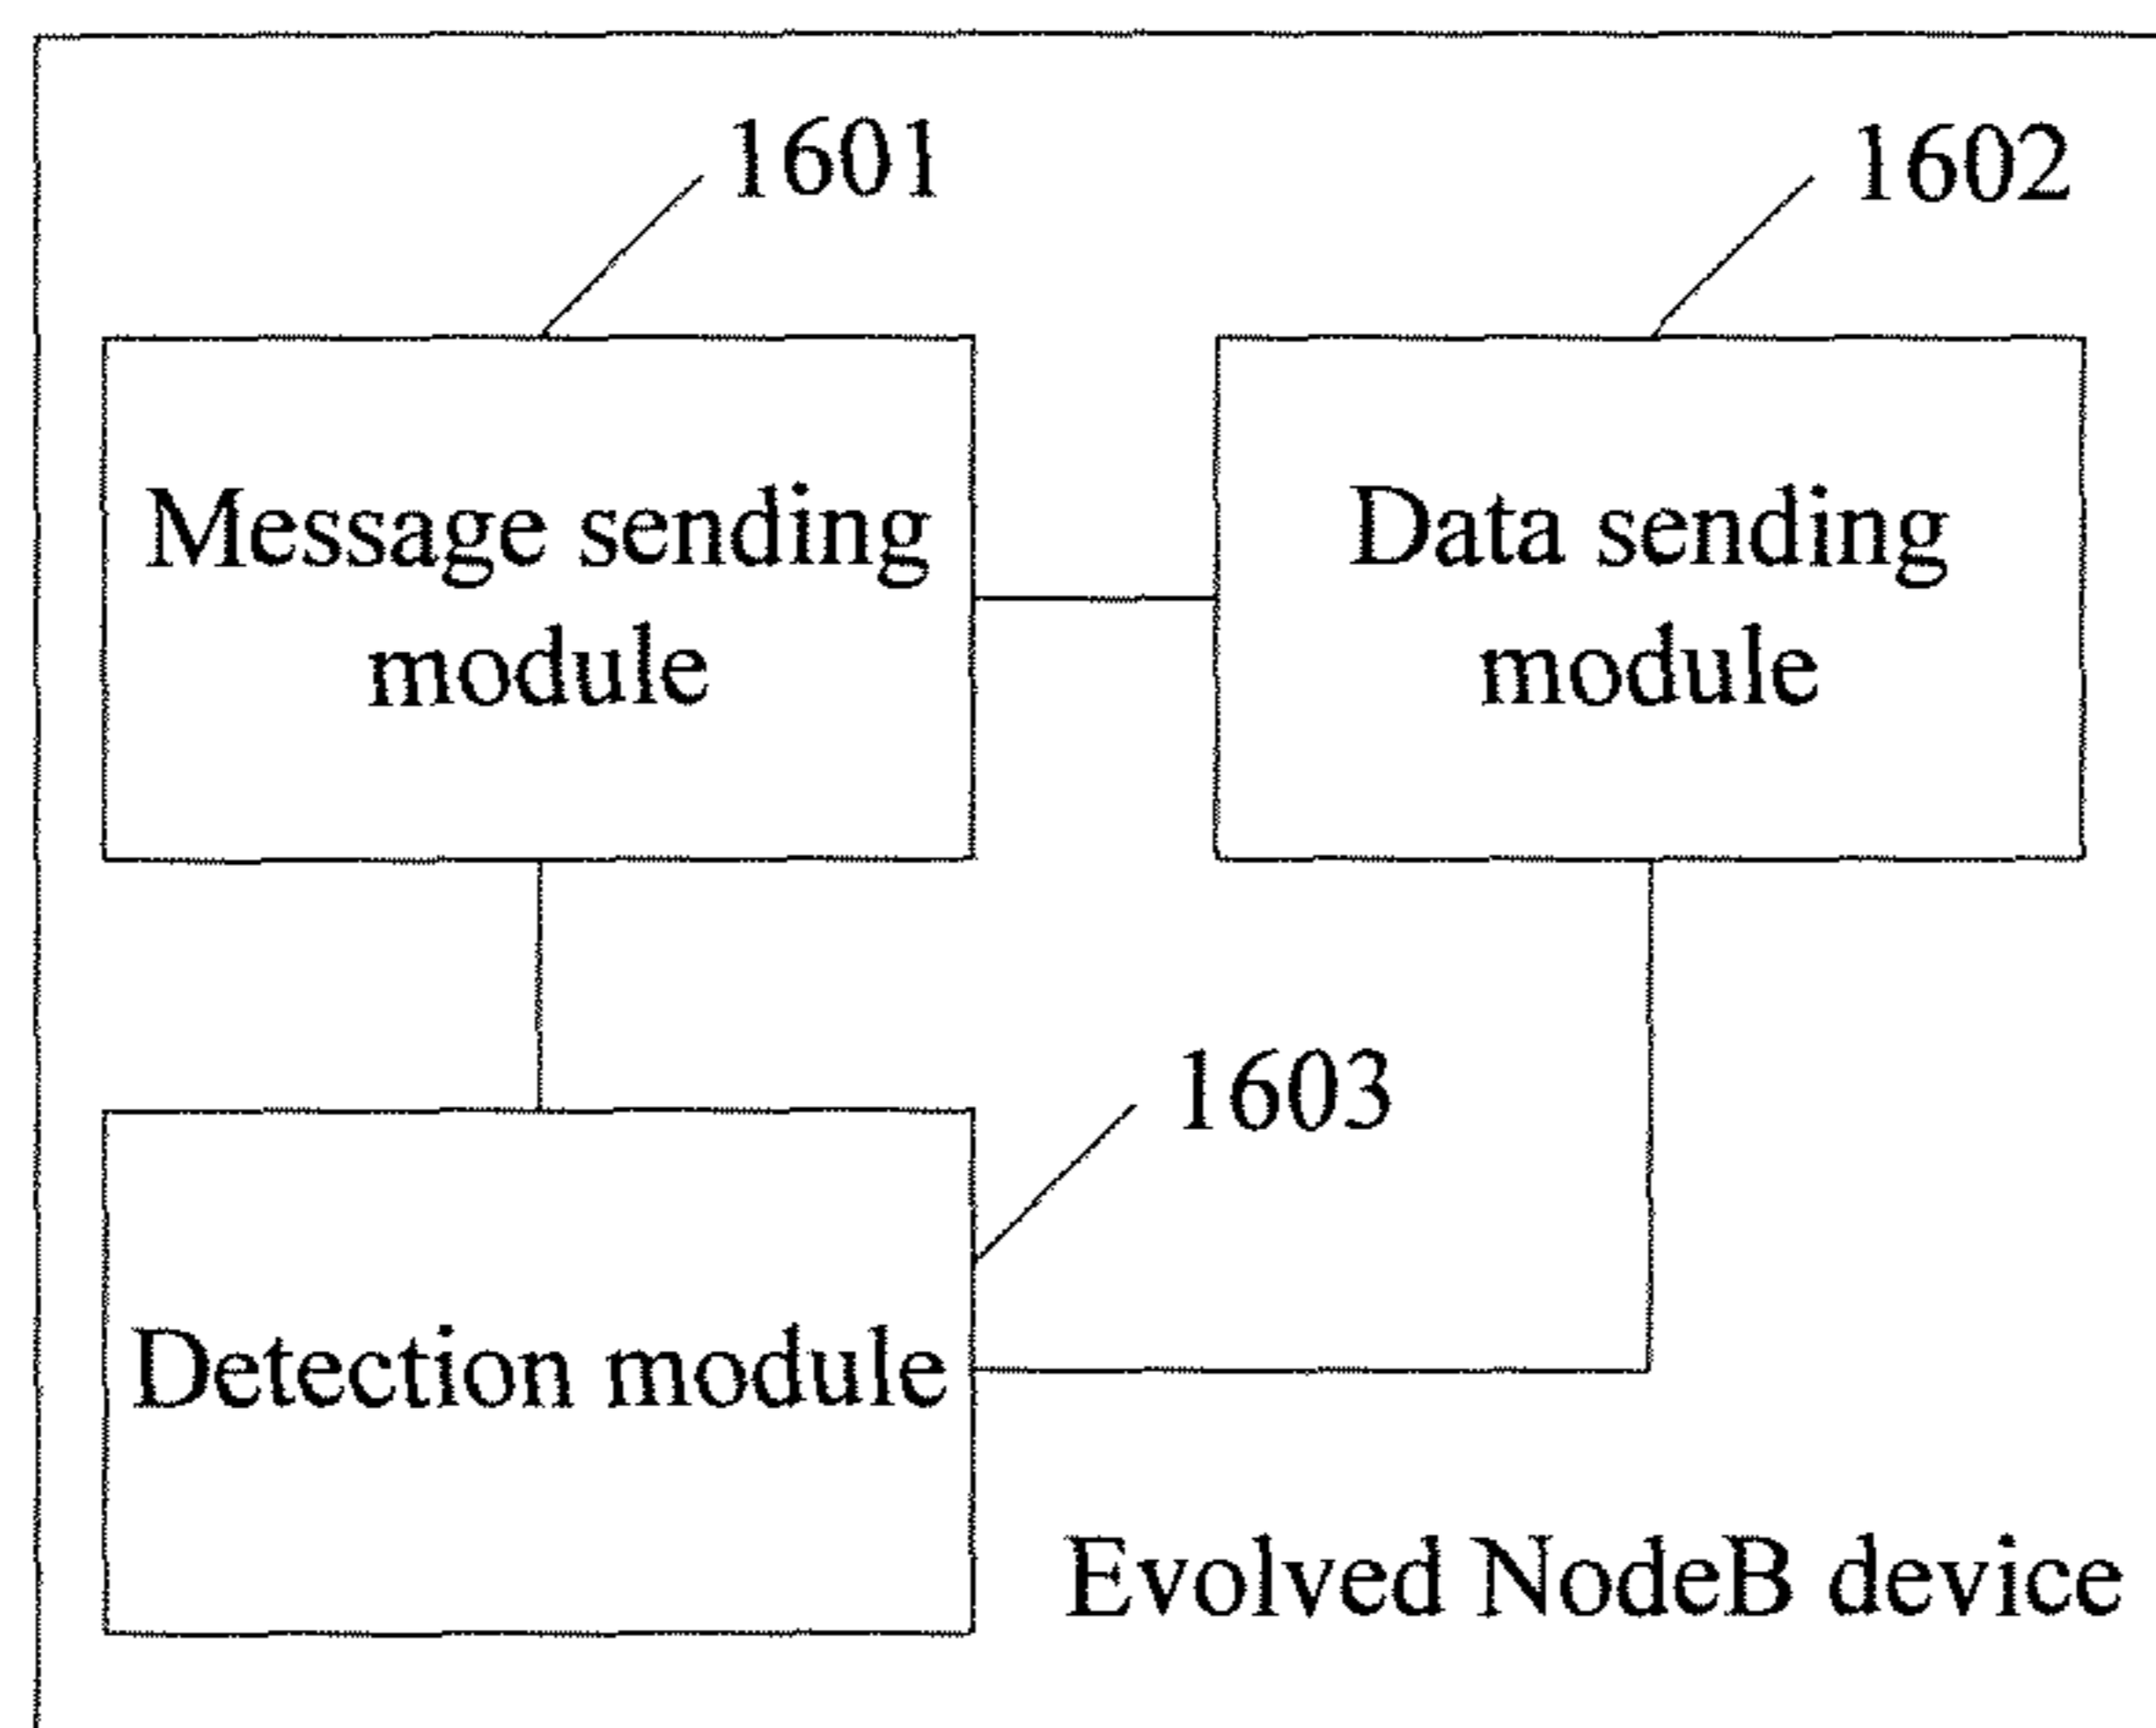 1601
1602
Message sending
module
Data sending
module
1603
Detection module
Evolved NodeB device